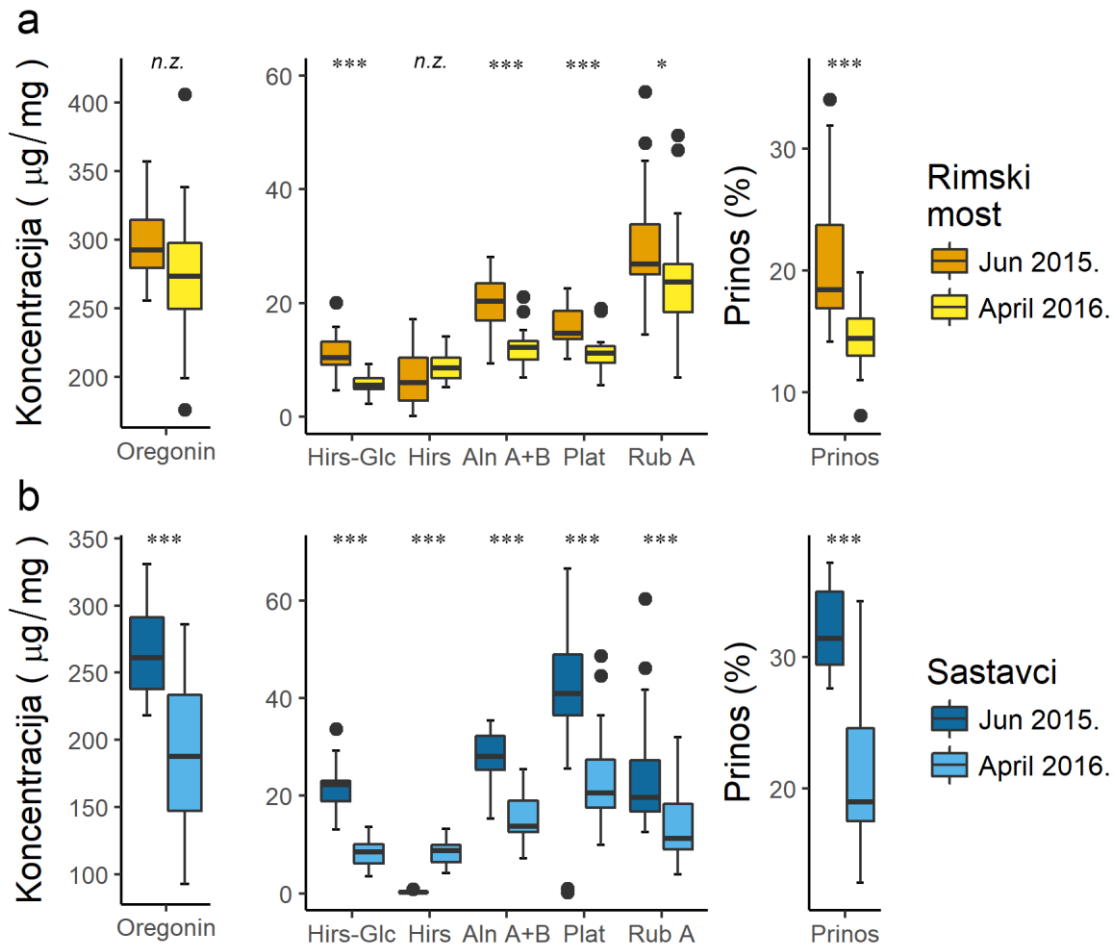 a
Koncentracija ( μg/mg )
n.z.
400
350
300
250
200
Oregonin
*** n.z. *** *** *
60
40
20
0
Hirs-Glc Hirs Aln A+B Plat Rub A
Prinos (%)
***
30
20
10
Prinos
Rimski
most
Jun 2015.
April 2016.
b
Koncentracija ( μg/mg )
***
350
300
250
200
150
100
Oregonin
*** *** *** *** ***
60
40
20
0
Hirs-Glc Hirs Aln A+B Plat Rub A
Prinos (%)
***
30
20
Prinos
Sastavci
Jun 2015.
April 2016.